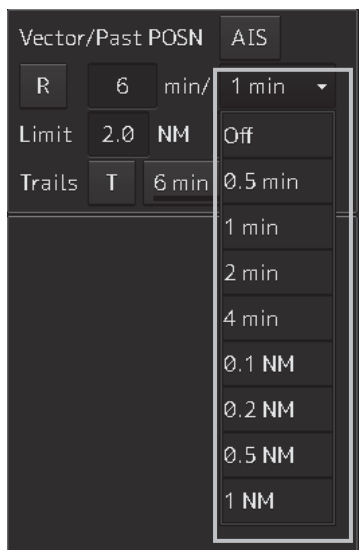 Vector/Past POSN AIS
R 6 min/ 1 min
Limit 2.0 NM Off
Trails T 6 min 0.5 min
1 min
2 min
4 min
0.1 NM
0.2 NM
0.5 NM
1 NM